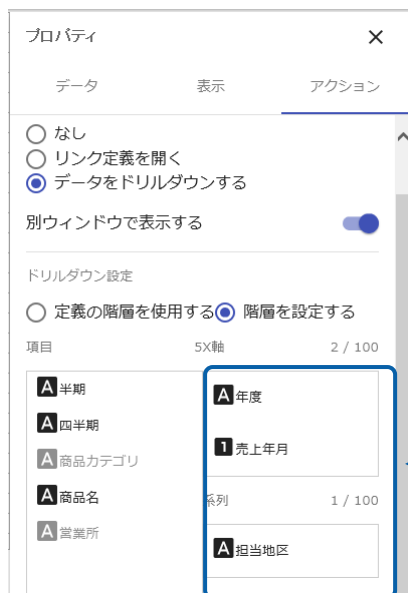 プロパティ
データ 表示 アクション
なし
リンク定義を開く
データをドリルダウンする
別ウィンドウで表示する
ドリルダウン設定
定義の階層を使用する 階層を設定する
項目 5X軸 2 / 100
A 半期
A 四半期
A 商品カテゴリ
A 商品名
A 営業所
A 年度
1 売上年月
系列 1 / 100
A 担当地区